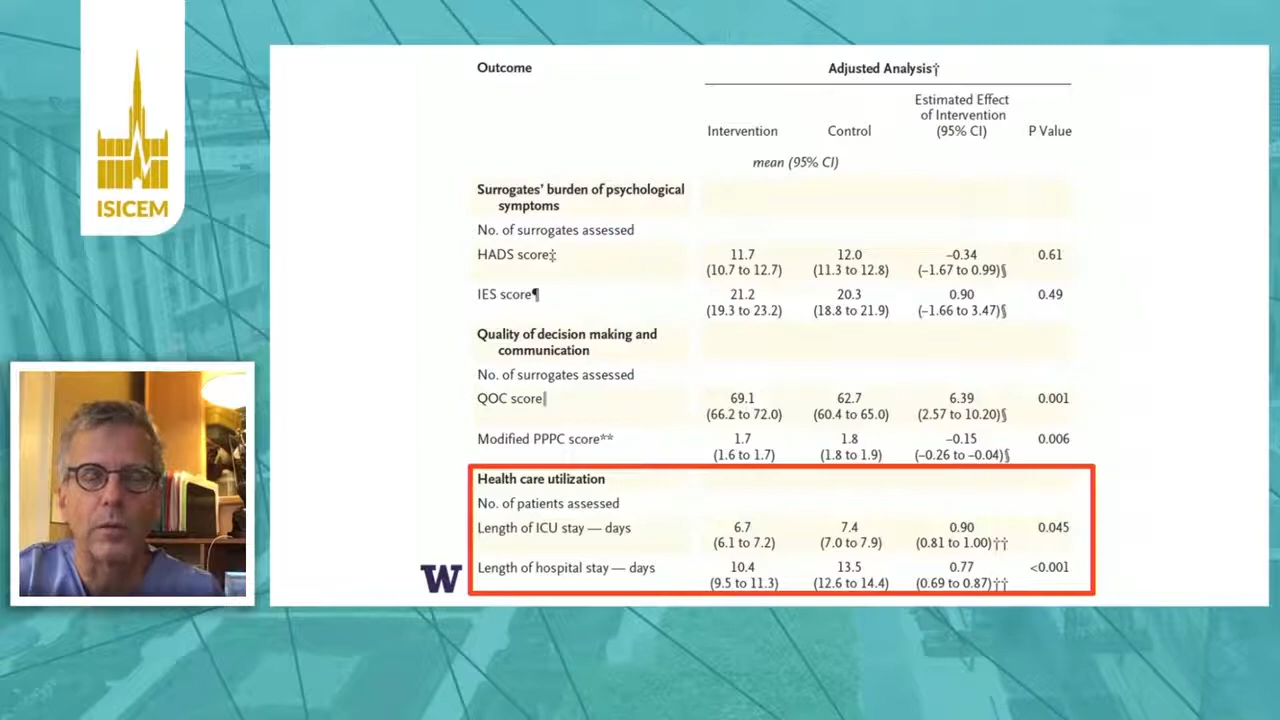 ISICEM
Outcome
Adjusted Analysis†
Intervention
Control
Estimated Effect
of Intervention
(95% CI)
P Value
mean (95% CI)
Surrogates’ burden of psychological
symptoms
No. of surrogates assessed
HADS score‡ 11.7 12.0 –0.34 0.61
(10.7 to 12.7) (11.3 to 12.8) (–1.67 to 0.99)§
IES score¶ 21.2 20.3 0.90 0.49
(19.3 to 23.2) (18.8 to 21.9) (–1.66 to 3.47)§
Quality of decision making and
communication
No. of surrogates assessed
QOC score‖ 69.1 62.7 6.39 0.001
(66.2 to 72.0) (60.4 to 65.0) (2.57 to 10.20)§
Modified PPPC score** 1.7 1.8 –0.15 0.006
(1.6 to 1.7) (1.8 to 1.9) (–0.26 to –0.04)§
Health care utilization
No. of patients assessed
Length of ICU stay — days 6.7 7.4 0.90 0.045
(6.1 to 7.2) (7.0 to 7.9) (0.81 to 1.00)††
Length of hospital stay — days 10.4 13.5 0.77 <0.001
(9.5 to 11.3) (12.6 to 14.4) (0.69 to 0.87)††
W